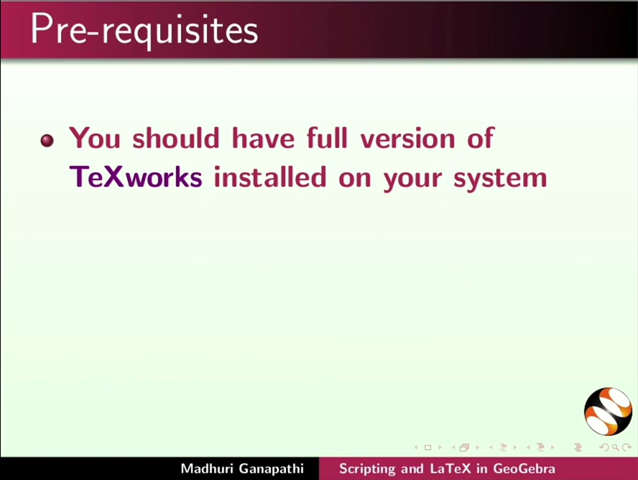 Pre-requisites
You should have full version of
TeXworks installed on your system
Madhuri Ganapathi
Scripting and LaTeX in GeoGebra